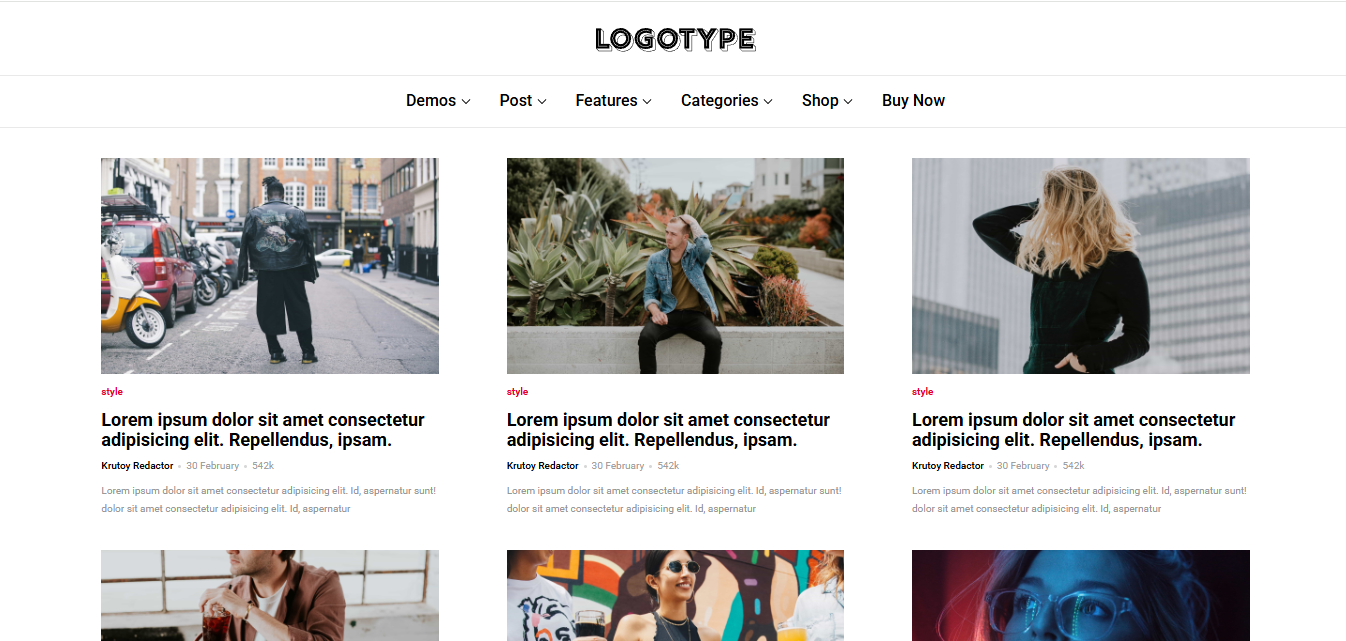 LOGOTYPE
Demos Post Features Categories Shop Buy Now
style
Lorem ipsum dolor sit amet consectetur
adipisicing elit. Repellendus, ipsam.
Krutoy Redactor • 30 February • 542k
Lorem ipsum dolor sit amet consectetur adipisicing elit. Id, aspernatur sunt!
dolor sit amet consectetur adipisicing elit. Id, aspernatur
style
Lorem ipsum dolor sit amet consectetur
adipisicing elit. Repellendus, ipsam.
Krutoy Redactor • 30 February • 542k
Lorem ipsum dolor sit amet consectetur adipisicing elit. Id, aspernatur sunt!
dolor sit amet consectetur adipisicing elit. Id, aspernatur
style
Lorem ipsum dolor sit amet consectetur
adipisicing elit. Repellendus, ipsam.
Krutoy Redactor • 30 February • 542k
Lorem ipsum dolor sit amet consectetur adipisicing elit. Id, aspernatur sunt!
dolor sit amet consectetur adipisicing elit. Id, aspernatur